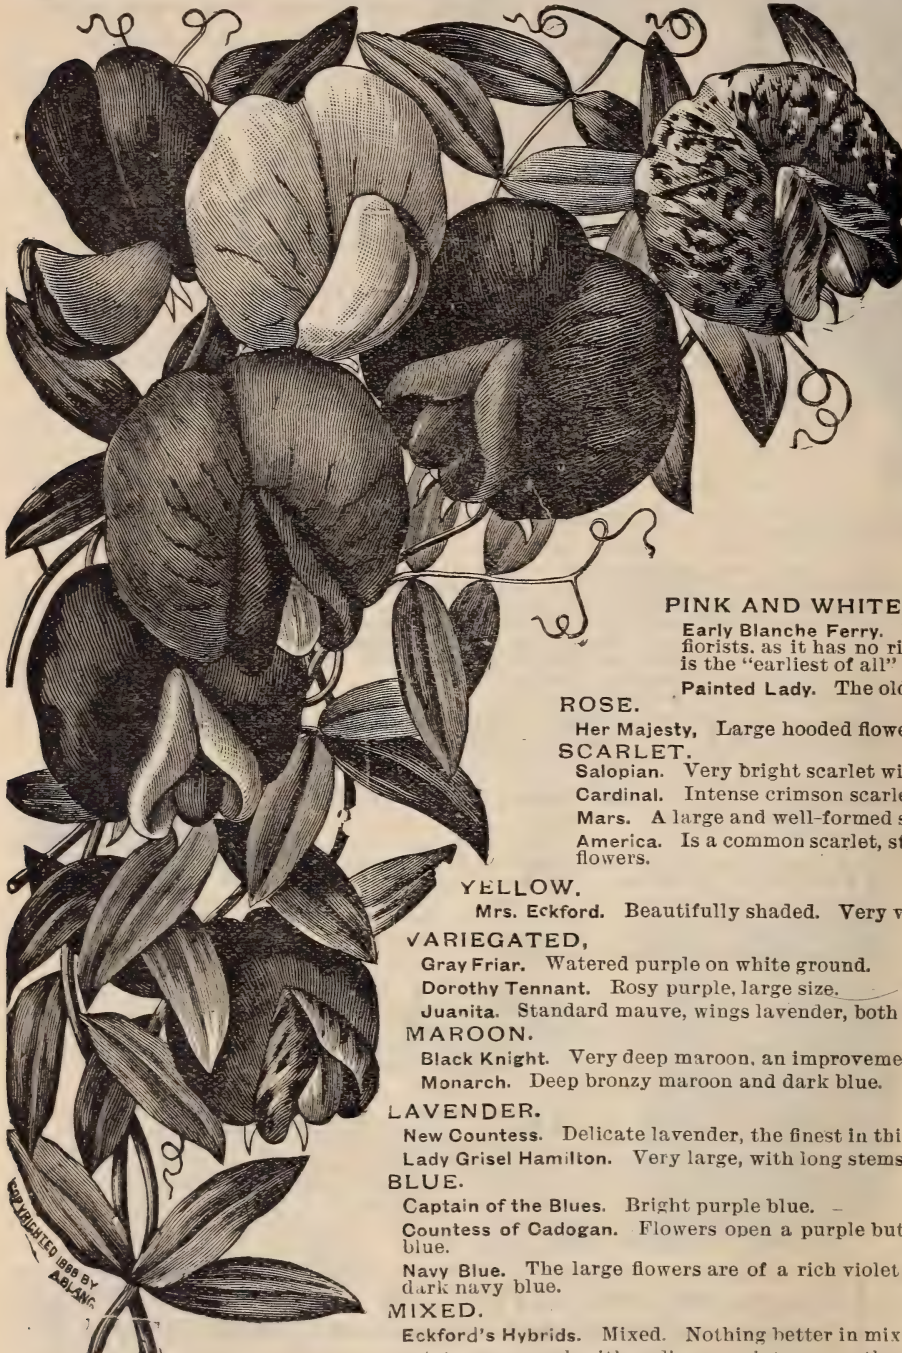 PINK AND WHITE
Early Blanche Ferry.
florists, as it has no ri
is the “earliest of all”
Painted Lady. The old
ROSE.
Her Majesty, Large hooded flowe
SCARLET.
Salopian. Very bright scarlet wi
Cardinal. Intense crimson scarle
Mars. A large and well-formed s
America. Is a common scarlet, st
flowers.
YELLOW.
Mrs. Eckford. Beautifully shaded. Very
VARIEGATED,
Gray Friar. Watered purple on white ground.
Dorothy Tennant. Rosy purple, large size.
Juanita. Standard mauve, wings lavender, both
MAROON.
Black Knight. Very deep maroon, an improveme
Monarch. Deep bronzy maroon and dark blue.
LAVENDER.
New Countess. Delicate lavender, the finest in thi
Lady Grisel Hamilton. Very large, with long stems
BLUE.
Captain of the Blues. Bright purple blue.
Countess of Cadogan. Flowers open a purple but
blue.
Navy Blue. The large flowers are of a rich violet
dark navy blue.
MIXED.
Eckford's Hybrids. Mixed. Nothing better in mix
COPYRIGHTED 1888 BY
A.BLANC